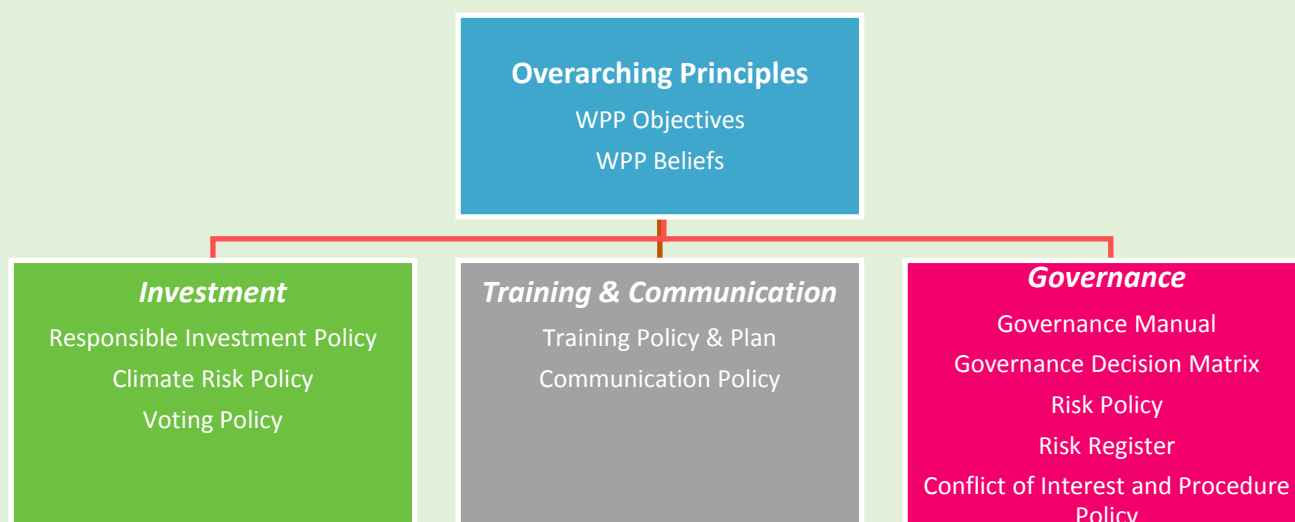 Overarching Principles
WPP Objectives
WPP Beliefs
Investment
Responsible Investment Policy
Climate Risk Policy
Voting Policy
Training & Communication
Training Policy & Plan
Communication Policy
Governance
Governance Manual
Governance Decision Matrix
Risk Policy
Risk Register
Conflict of Interest and Procedure
Policy